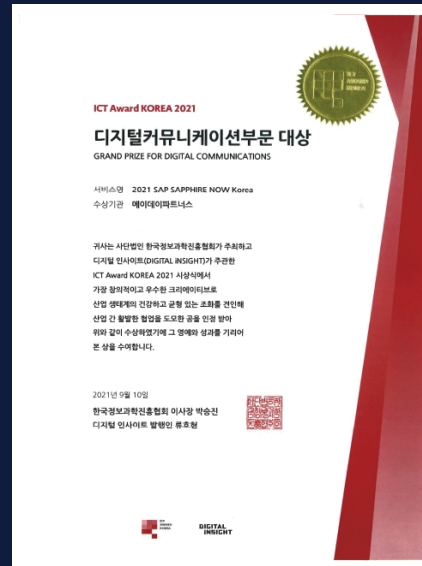 ICT Award KOREA 2021
디지털커뮤니케이션부문 대상
GRAND PRIZE FOR DIGITAL COMMUNICATIONS
서비스명 2021 SAP SAPPHIRE NOW Korea
수상기관 메이데이파트너스
귀사는 사단법인 한국정보과학진흥협회가 주최하고
디지털 인사이트(DIGITAL iNSIGHT)가 주관한
ICT Award KOREA 2021 시상식에서
가장 창의적이고 우수한 크리에이티브로
산업 생태계의 건강하고 균형 있는 조화를 견인해
산업 간 활발한 협업을 도모한 공을 인정 받아
위와 같이 수상하였기에 그 영예와 성과를 기리어
본 상을 수여합니다.
2021년 9월 10일
한국정보과학진흥협회 이사장 박승진
디지털 인사이트 발행인 류호현
ICT
AWARD
KOREA
DIGITAL
INSIGHT